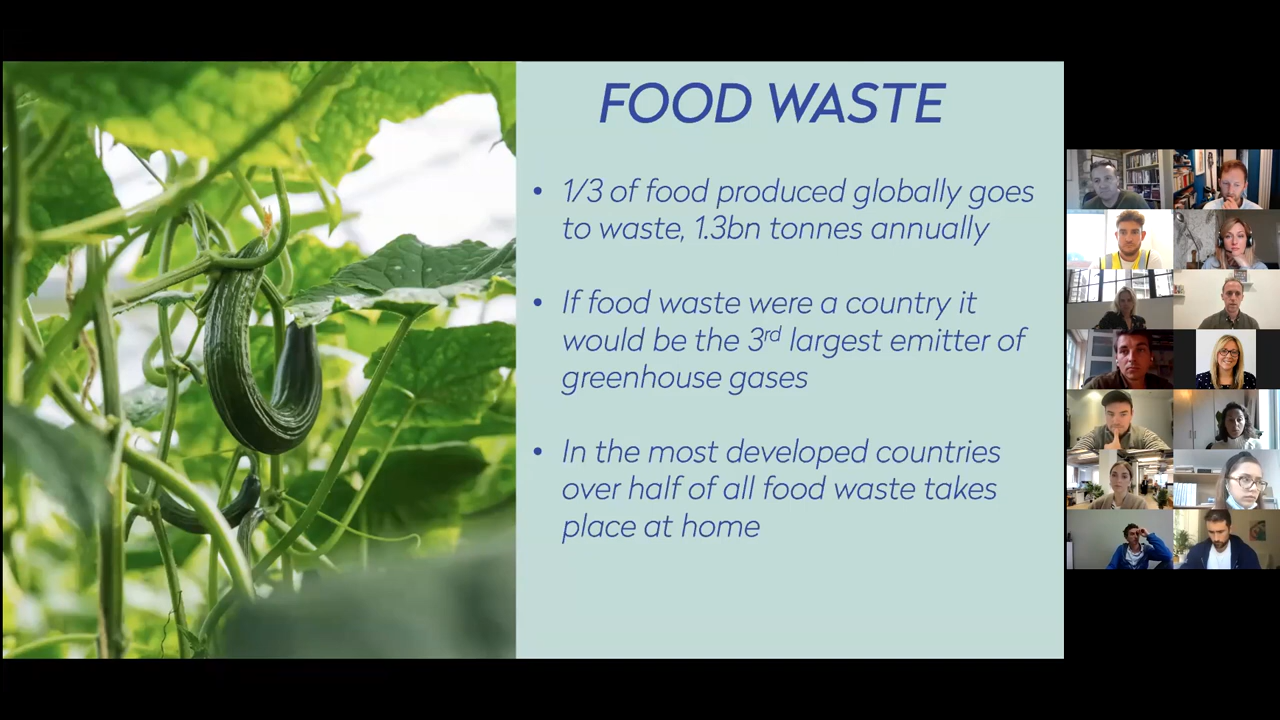 FOOD WASTE
• 1/3 of food produced globally goes
to waste, 1.3bn tonnes annually
• If food waste were a country it
would be the 3rd largest emitter of
greenhouse gases
• In the most developed countries
over half of all food waste takes
place at home